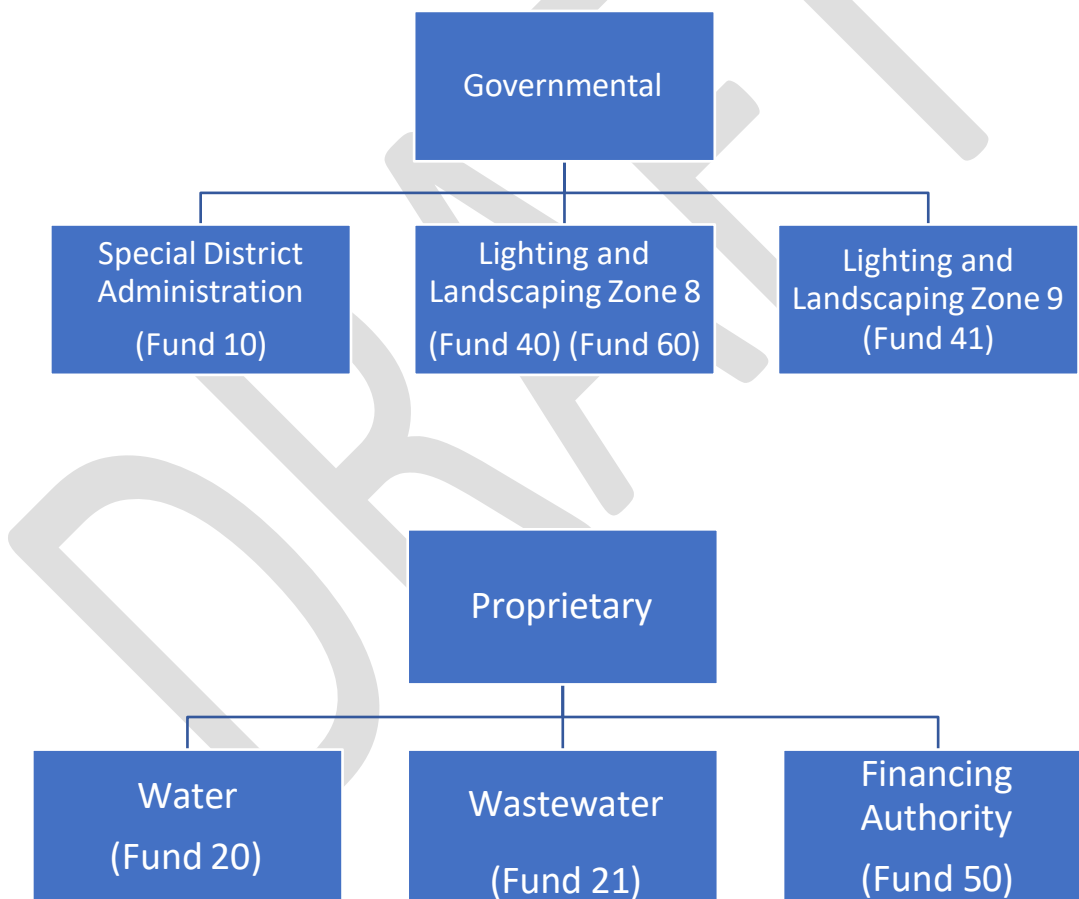 Governmental
Special District
Administration
(Fund 10)
Lighting and
Landscaping Zone 8
(Fund 40) (Fund 60)
Lighting and
Landscaping Zone 9
(Fund 41)
DRAFT
Proprietary
Water
(Fund 20)
Wastewater
(Fund 21)
Financing
Authority
(Fund 50)